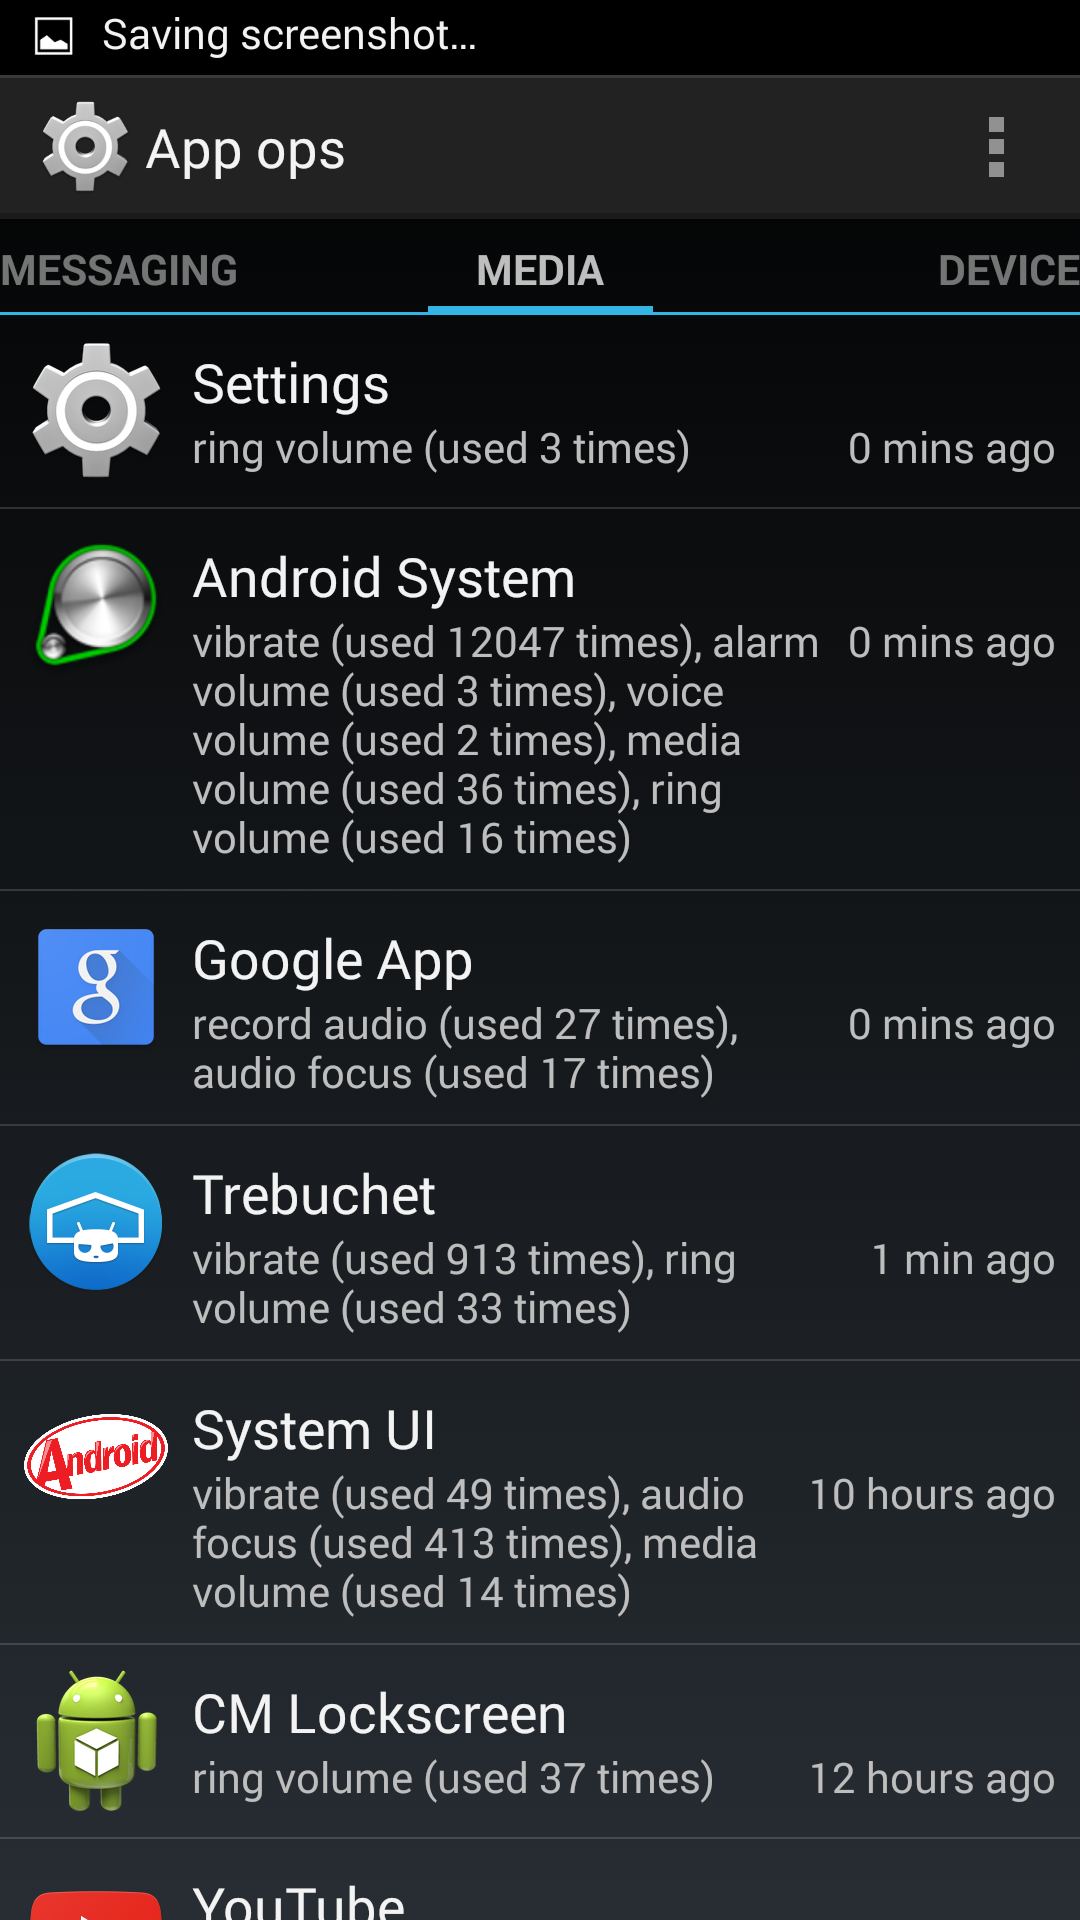 Saving screenshot...
App ops
MESSAGING MEDIA DEVICE
Settings
ring volume (used 3 times) 0 mins ago
Android System
vibrate (used 12047 times), alarm 0 mins ago
volume (used 3 times), voice
volume (used 2 times), media
volume (used 36 times), ring
volume (used 16 times)
g
Google App
record audio (used 27 times), 0 mins ago
audio focus (used 17 times)
Trebuchet
vibrate (used 913 times), ring 1 min ago
volume (used 33 times)
Android
System UI
vibrate (used 49 times), audio 10 hours ago
focus (used 413 times), media
volume (used 14 times)
CM Lockscreen
ring volume (used 37 times) 12 hours ago
YouTube